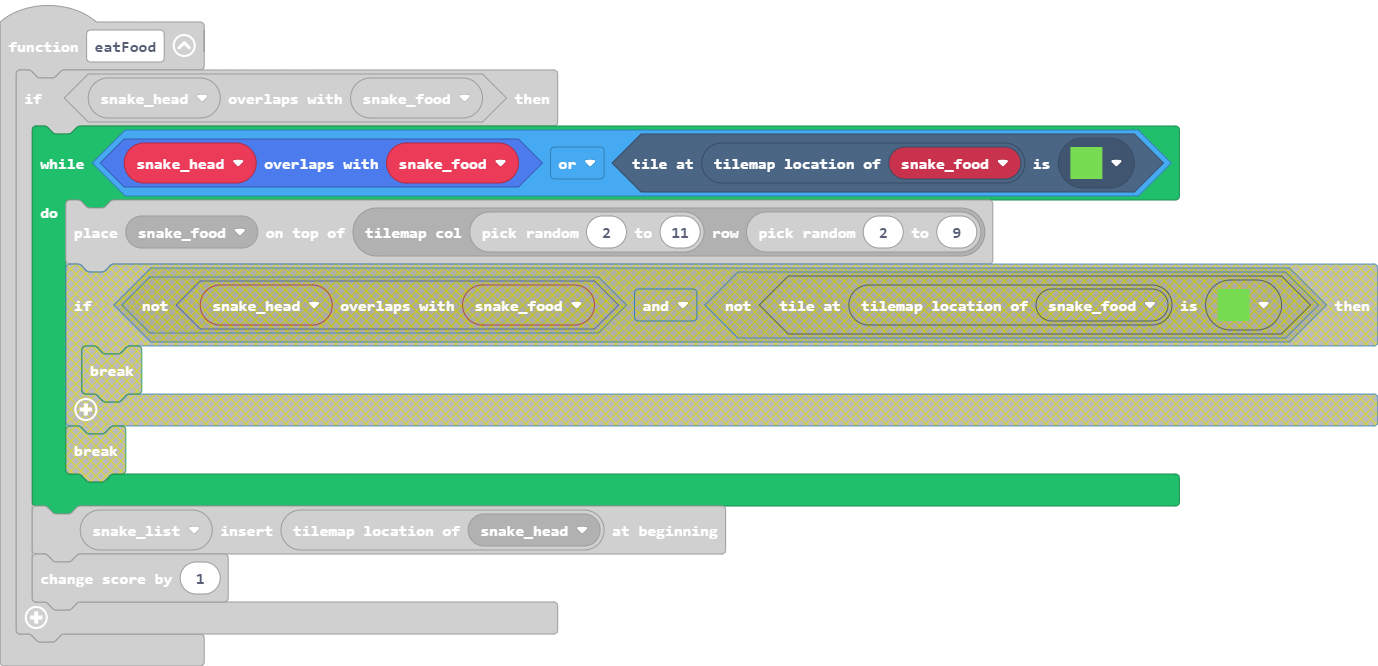 function eatFood
if snake_head overlaps with snake_food then
while snake_head overlaps with snake_food or tile at tilemap location of snake_food is
do
place snake_food on top of tilemap col pick random 2 to 11 row pick random 2 to 9
if not snake_head overlaps with snake_food and not tile at tilemap location of snake_food is then
break
break
snake_list insert tilemap location of snake_head at beginning
change score by 1